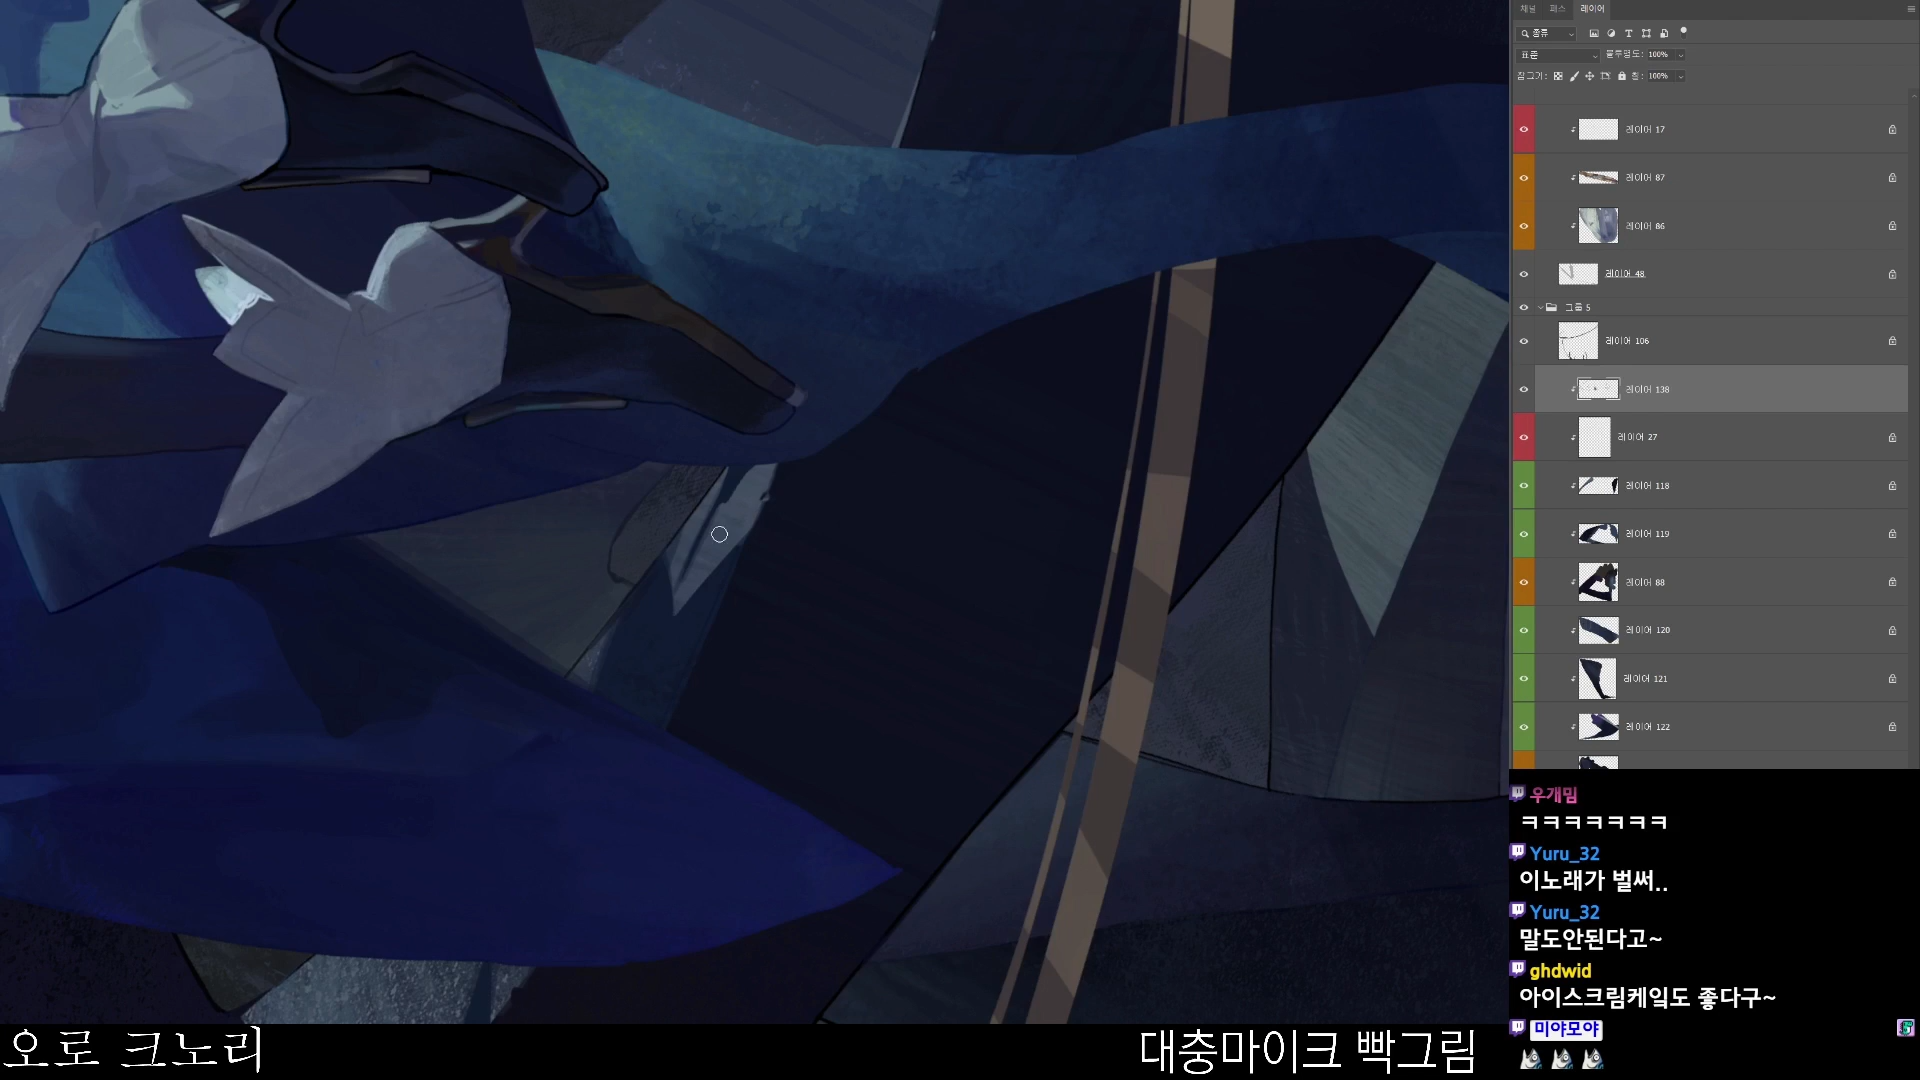 채널 패스 레이어
종류
표준 불투명도: 100%
잠그기: 칠: 100%
레이어 17
레이어 87
레이어 86
레이어 48
그룹 5
레이어 106
레이어 138
레이어 27
레이어 118
레이어 119
레이어 88
레이어 120
레이어 121
레이어 122
우개밈
ㅋㅋㅋㅋㅋㅋㅋ
Yuru_32
이노래가 벌써..
Yuru_32
말도안된다고~
ghdwid
아이스크림케잌도 좋다구~
미야모야
오로 크노리
대충마이크 빡그림